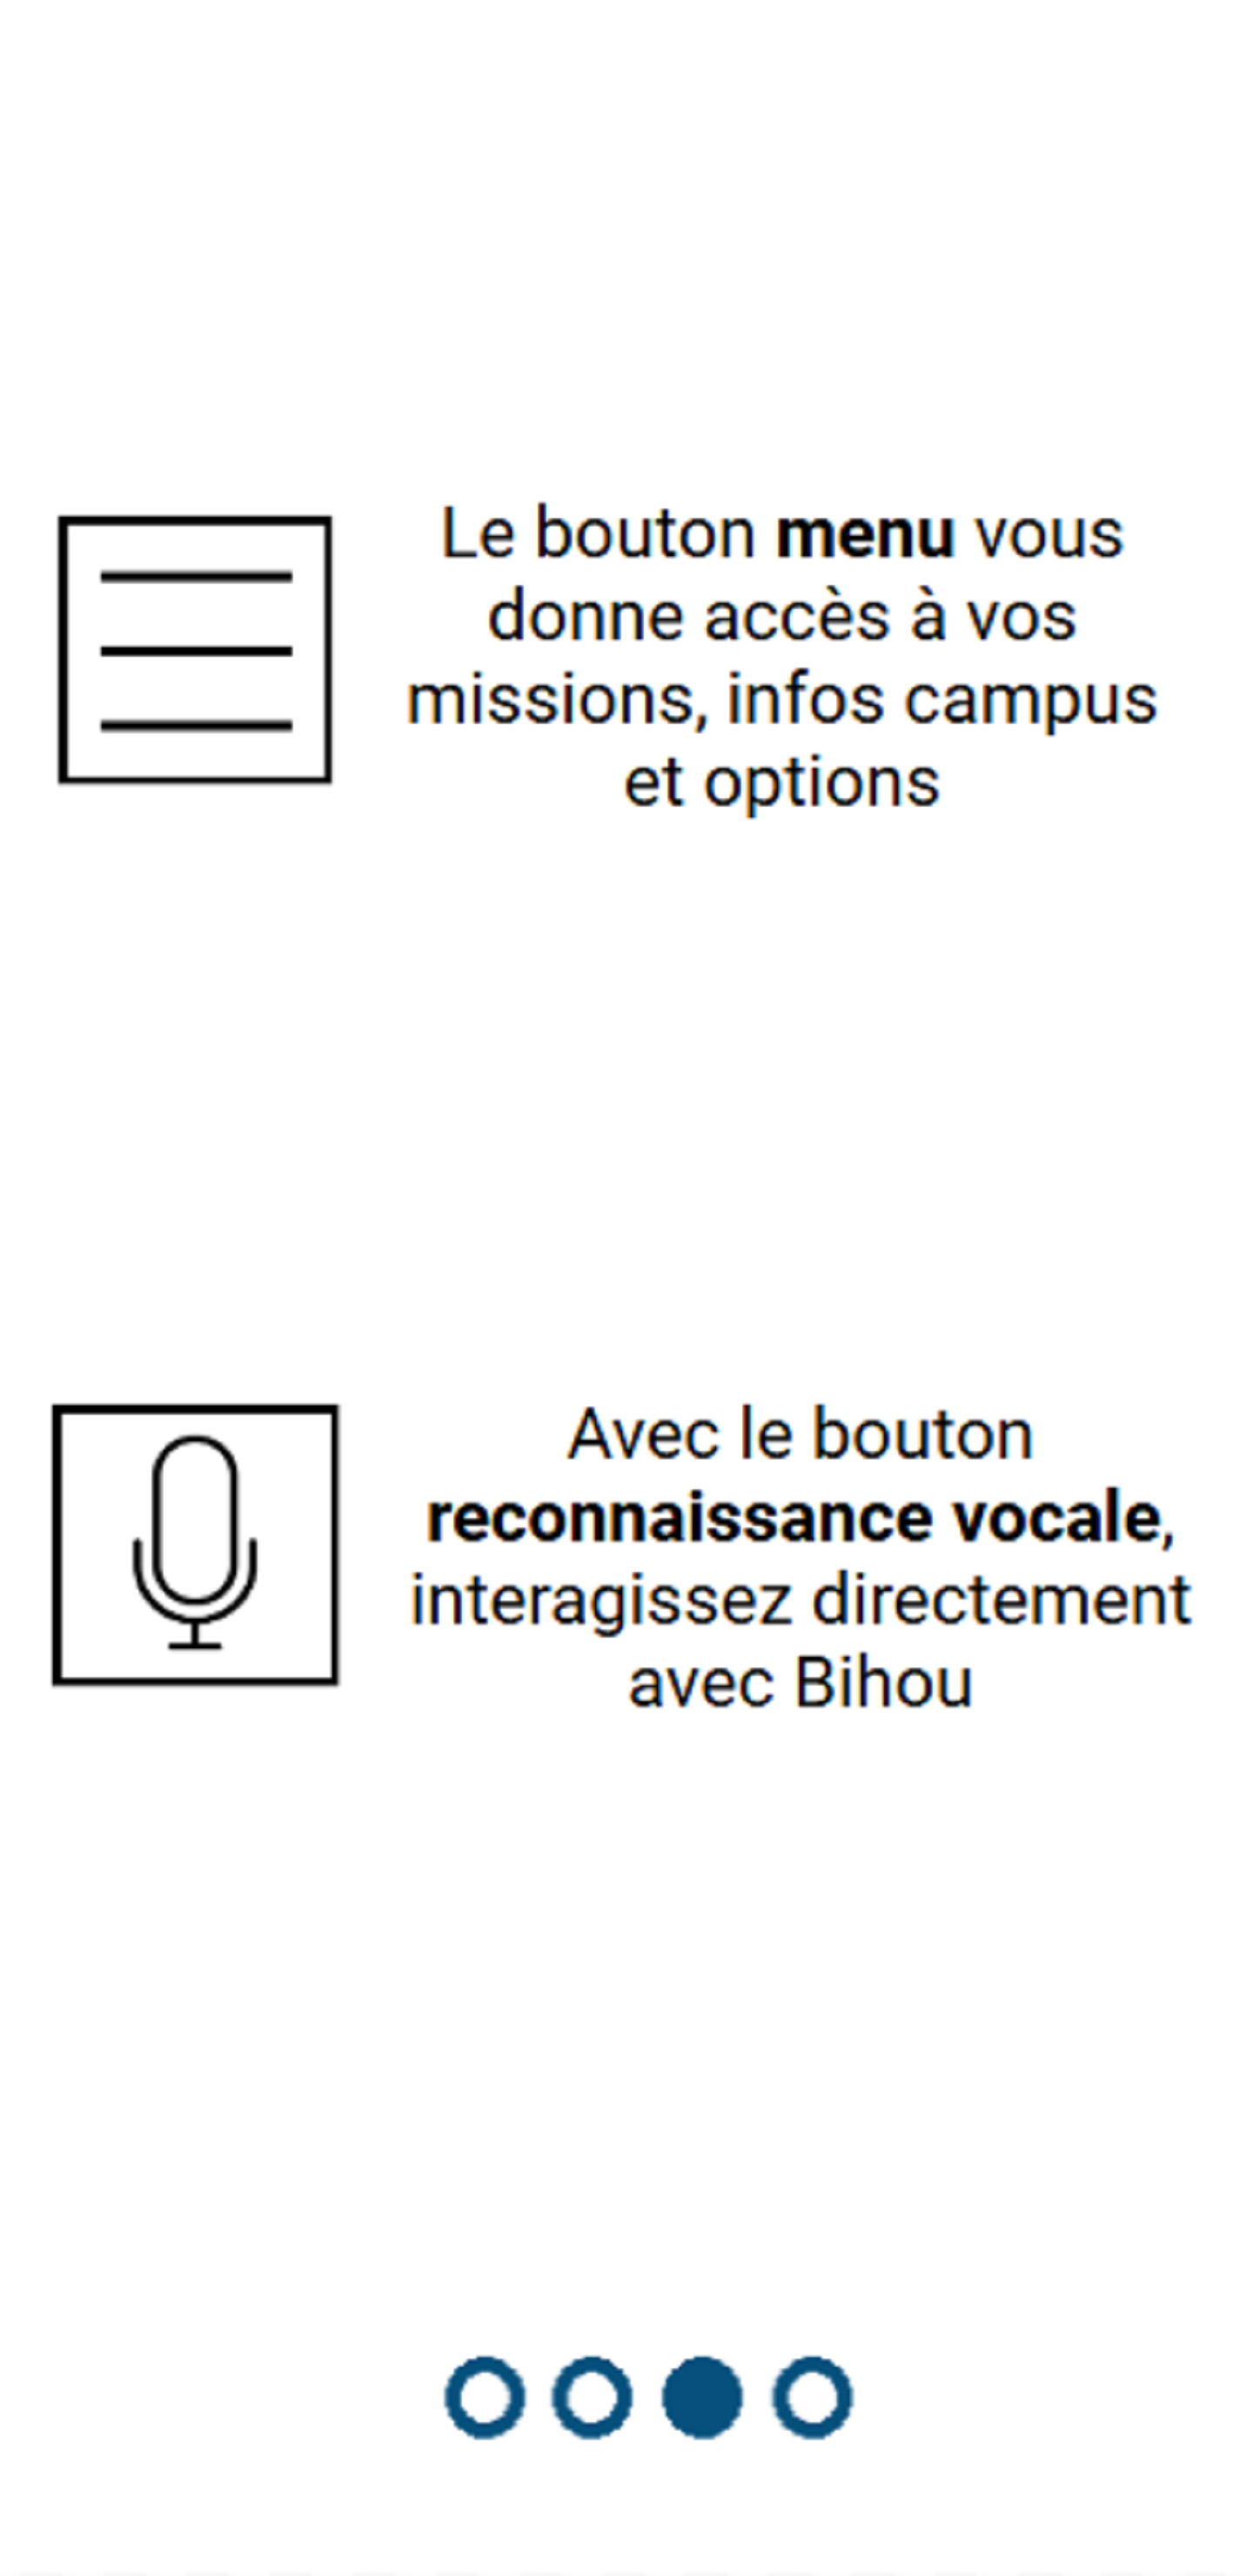 Le bouton menu vous
donne accès à vos
missions, infos campus
et options
Avec le bouton
reconnaissance vocale,
interagissez directement
avec Bihou